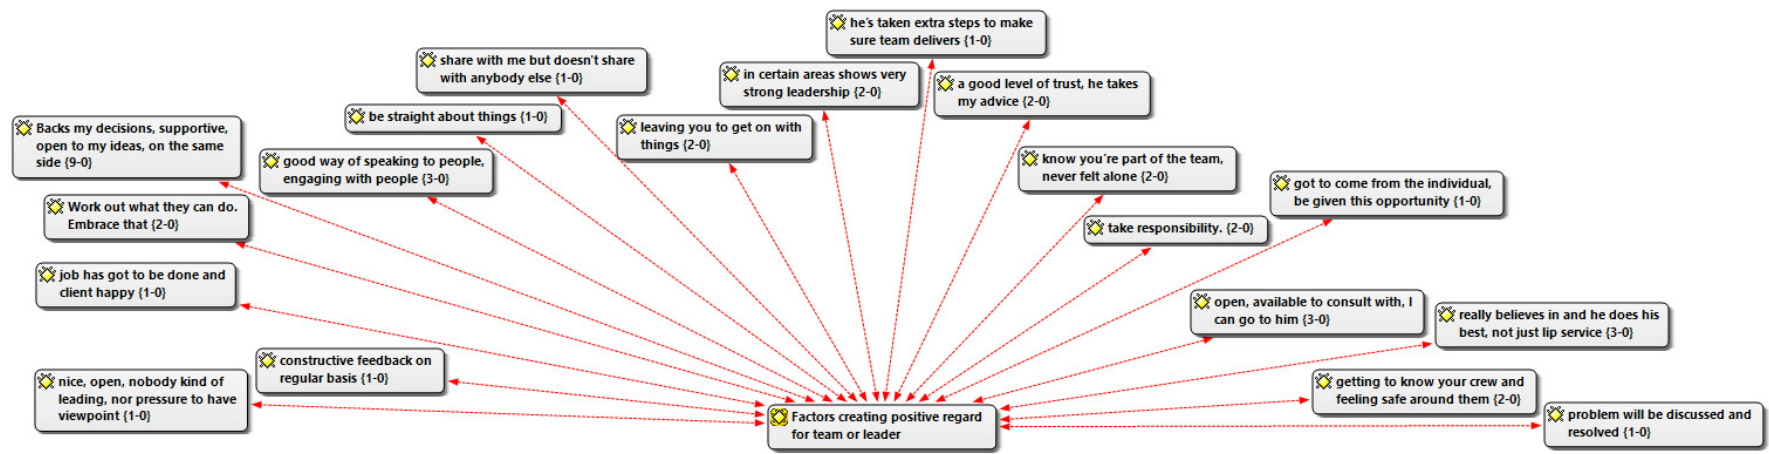 he's taken extra steps to make
sure team delivers {1-0}
share with me but doesn't share
with anybody else {1-0}
in certain areas shows very
strong leadership {2-0}
a good level of trust, he takes
my advice {2-0}
be straight about things {1-0}
Backs my decisions, supportive,
open to my ideas, on the same
side {9-0}
leaving you to get on with
things {2-0}
good way of speaking to people,
engaging with people {3-0}
know you're part of the team,
never felt alone {2-0}
got to come from the individual,
be given this opportunity {1-0}
Work out what they can do.
Embrace that {2-0}
take responsibility. {2-0}
job has got to be done and
client happy {1-0}
open, available to consult with, I
can go to him {3-0}
really believes in and he does his
best, not just lip service {3-0}
constructive feedback on
regular basis {1-0}
nice, open, nobody kind of
leading, nor pressure to have
viewpoint {1-0}
getting to know your crew and
feeling safe around them {2-0}
Factors creating positive regard
for team or leader
problem will be discussed and
resolved {1-0}